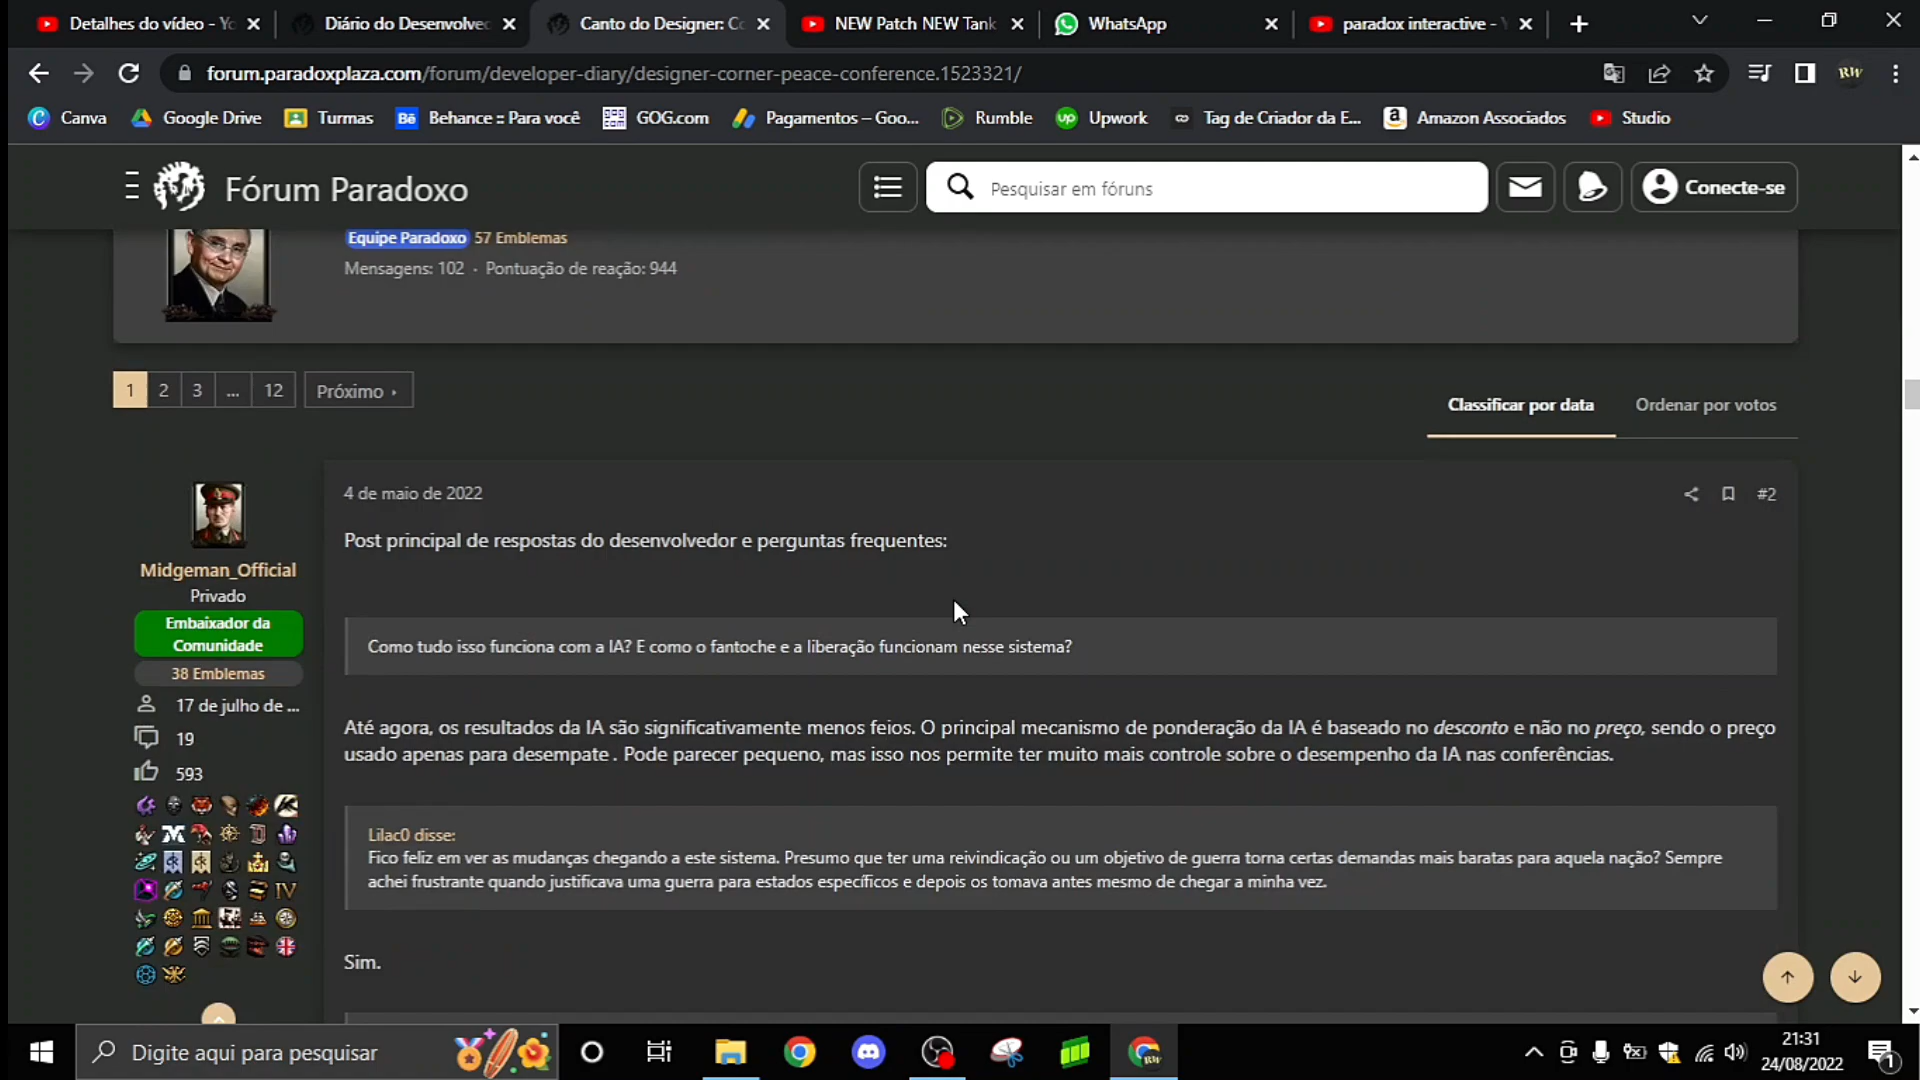 Detalhes do vídeo - Yo
Diário do Desenvolve
Canto do Designer: Co
NEW Patch NEW Tank
WhatsApp
paradox interactive - Y
forum.paradoxplaza.com/forum/developer-diary/designer-corner-peace-conference.1523321/
RW
Canva
Google Drive
Turmas
Bē
Behance :: Para você
GOG.com
Pagamentos – Goo...
Rumble
up
Upwork
Tag de Criador da E...
Amazon Associados
Studio
Fórum Paradoxo
Pesquisar em fóruns
Conecte-se
Equipe Paradoxo 57 Emblemas
Mensagens: 102 · Pontuação de reação: 944
1 2 3 ... 12 Próximo
Classificar por data
Ordenar por votos
4 de maio de 2022
#2
Midgeman_Official
Privado
Embaixador da
Comunidade
38 Emblemas
17 de julho de ...
19
593
Post principal de respostas do desenvolvedor e perguntas frequentes:
Como tudo isso funciona com a IA? E como o fantoche e a liberação funcionam nesse sistema?
Até agora, os resultados da IA são significativamente menos feios. O principal mecanismo de ponderação da IA é baseado no desconto e não no preço, sendo o preço
usado apenas para desempate . Pode parecer pequeno, mas isso nos permite ter muito mais controle sobre o desempenho da IA nas conferências.
Lilac0 disse:
Fico feliz em ver as mudanças chegando a este sistema. Presumo que ter uma reivindicação ou um objetivo de guerra torna certas demandas mais baratas para aquela nação? Sempre
achei frustrante quando justificava uma guerra para estados específicos e depois os tomava antes mesmo de chegar a minha vez.
Sim.
Digite aqui para pesquisar
21:31
24/08/2022
1